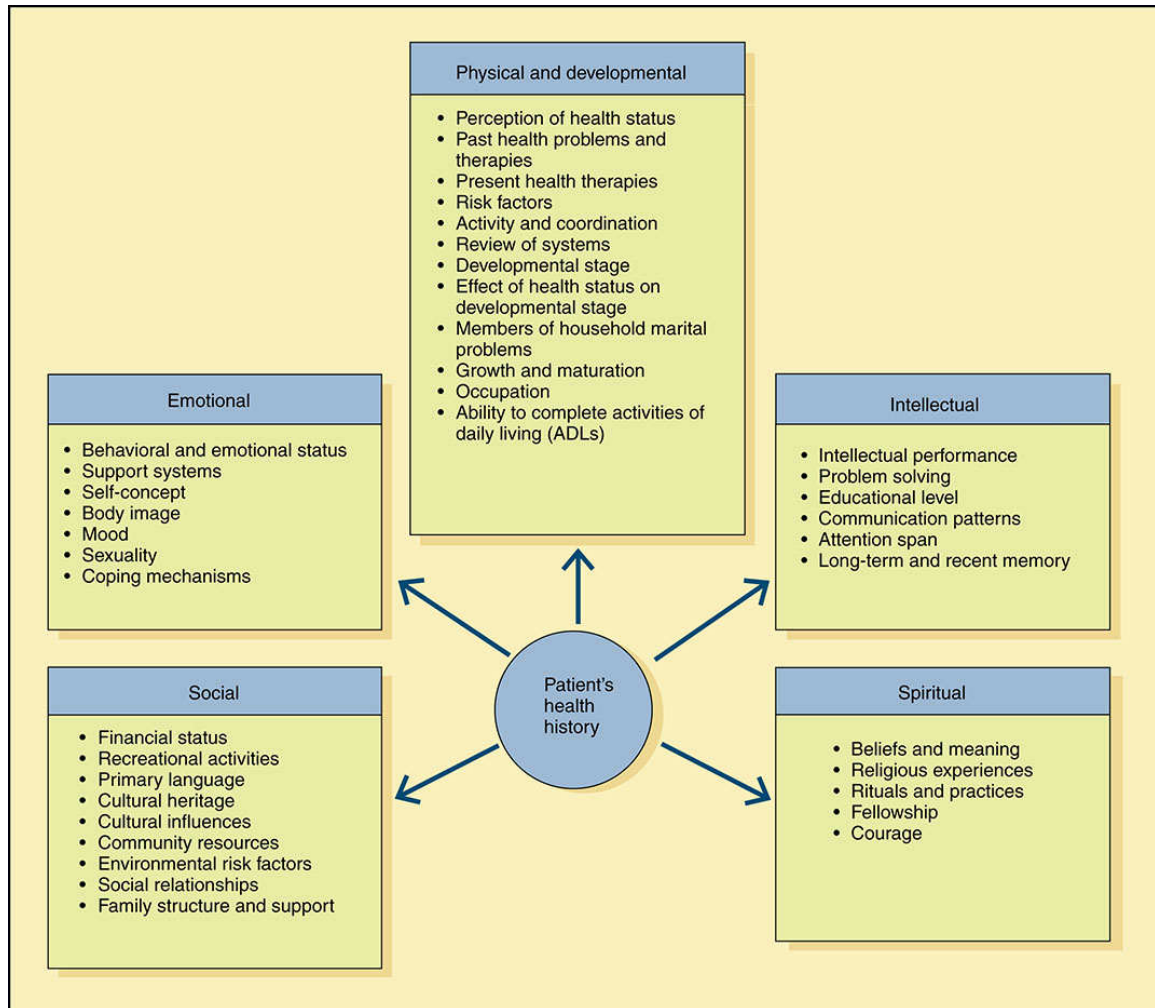 Physical and developmental
• Perception of health status
• Past health problems and
therapies
• Present health therapies
• Risk factors
• Activity and coordination
• Review of systems
• Developmental stage
• Effect of health status on
developmental stage
• Members of household marital
problems
• Growth and maturation
• Occupation
• Ability to complete activities of
daily living (ADLs)
Emotional
• Behavioral and emotional status
• Support systems
• Self-concept
• Body image
• Mood
• Sexuality
• Coping mechanisms
Intellectual
• Intellectual performance
• Problem solving
• Educational level
• Communication patterns
• Attention span
• Long-term and recent memory
Patient's
health
history
Social
• Financial status
• Recreational activities
• Primary language
• Cultural heritage
• Cultural influences
• Community resources
• Environmental risk factors
• Social relationships
• Family structure and support
Spiritual
• Beliefs and meaning
• Religious experiences
• Rituals and practices
• Fellowship
• Courage